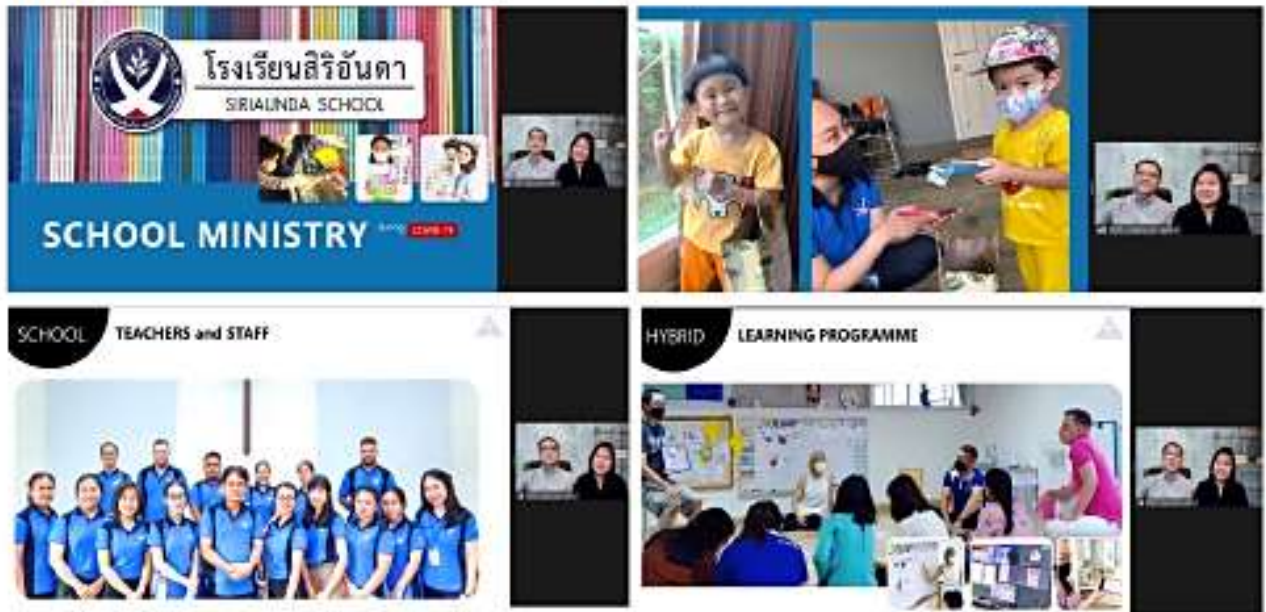 โรงเรียนสิริอันดา
SIRIAUNDA SCHOOL
SCHOOL MINISTRY
COVID-19
SCHOOL
TEACHERS and STAFF
HYBRID
LEARNING PROGRAMME